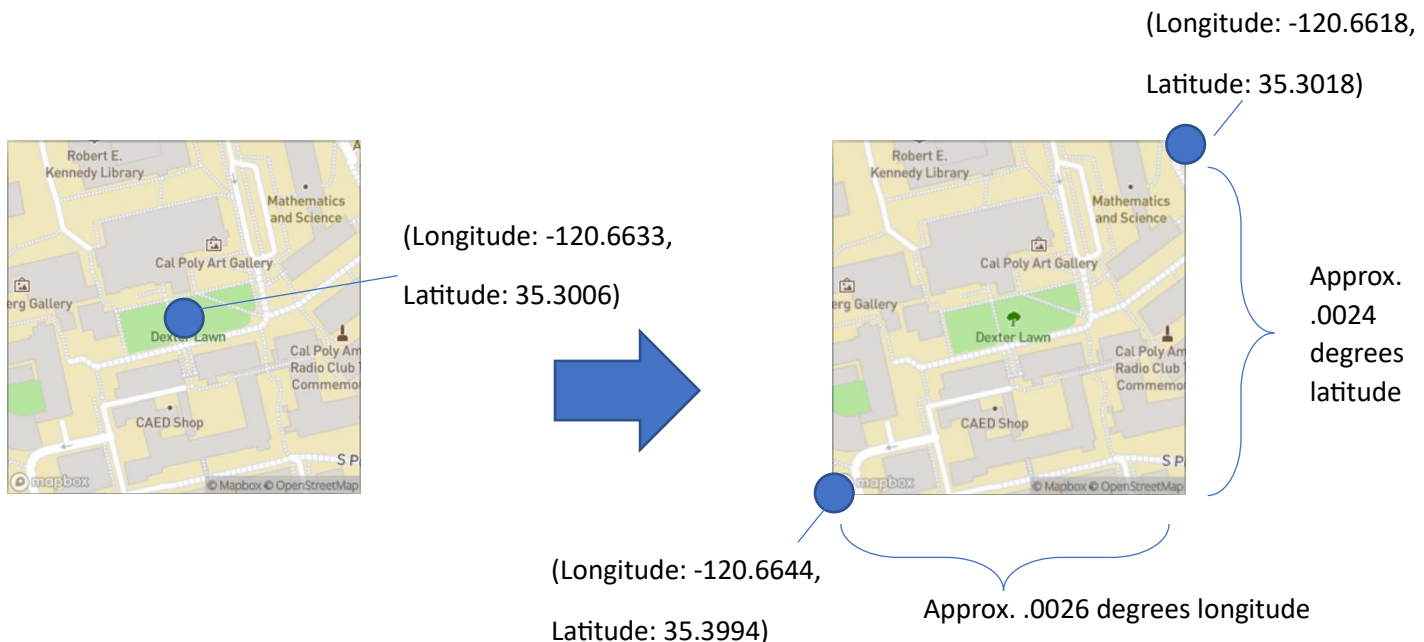 (Longitude: -120.6618,
Latitude: 35.3018)
Robert E.
Kennedy Library
Mathematics
and Science
Cal Poly Art Gallery
erg Gallery
Dexter Lawn
Cal Poly Am
Radio Club
Commemor
CAED Shop
S P
mapbox
© Mapbox © OpenStreetMap
(Longitude: -120.6633,
Latitude: 35.3006)
Robert E.
Kennedy Library
Mathematics
and Science
Cal Poly Art Gallery
erg Gallery
Dexter Lawn
Cal Poly Am
Radio Club
Commemor
CAED Shop
S P
mapbox
© Mapbox © OpenStreetMap
Approx.
.0024
degrees
latitude
(Longitude: -120.6644,
Latitude: 35.3994)
Approx. .0026 degrees longitude